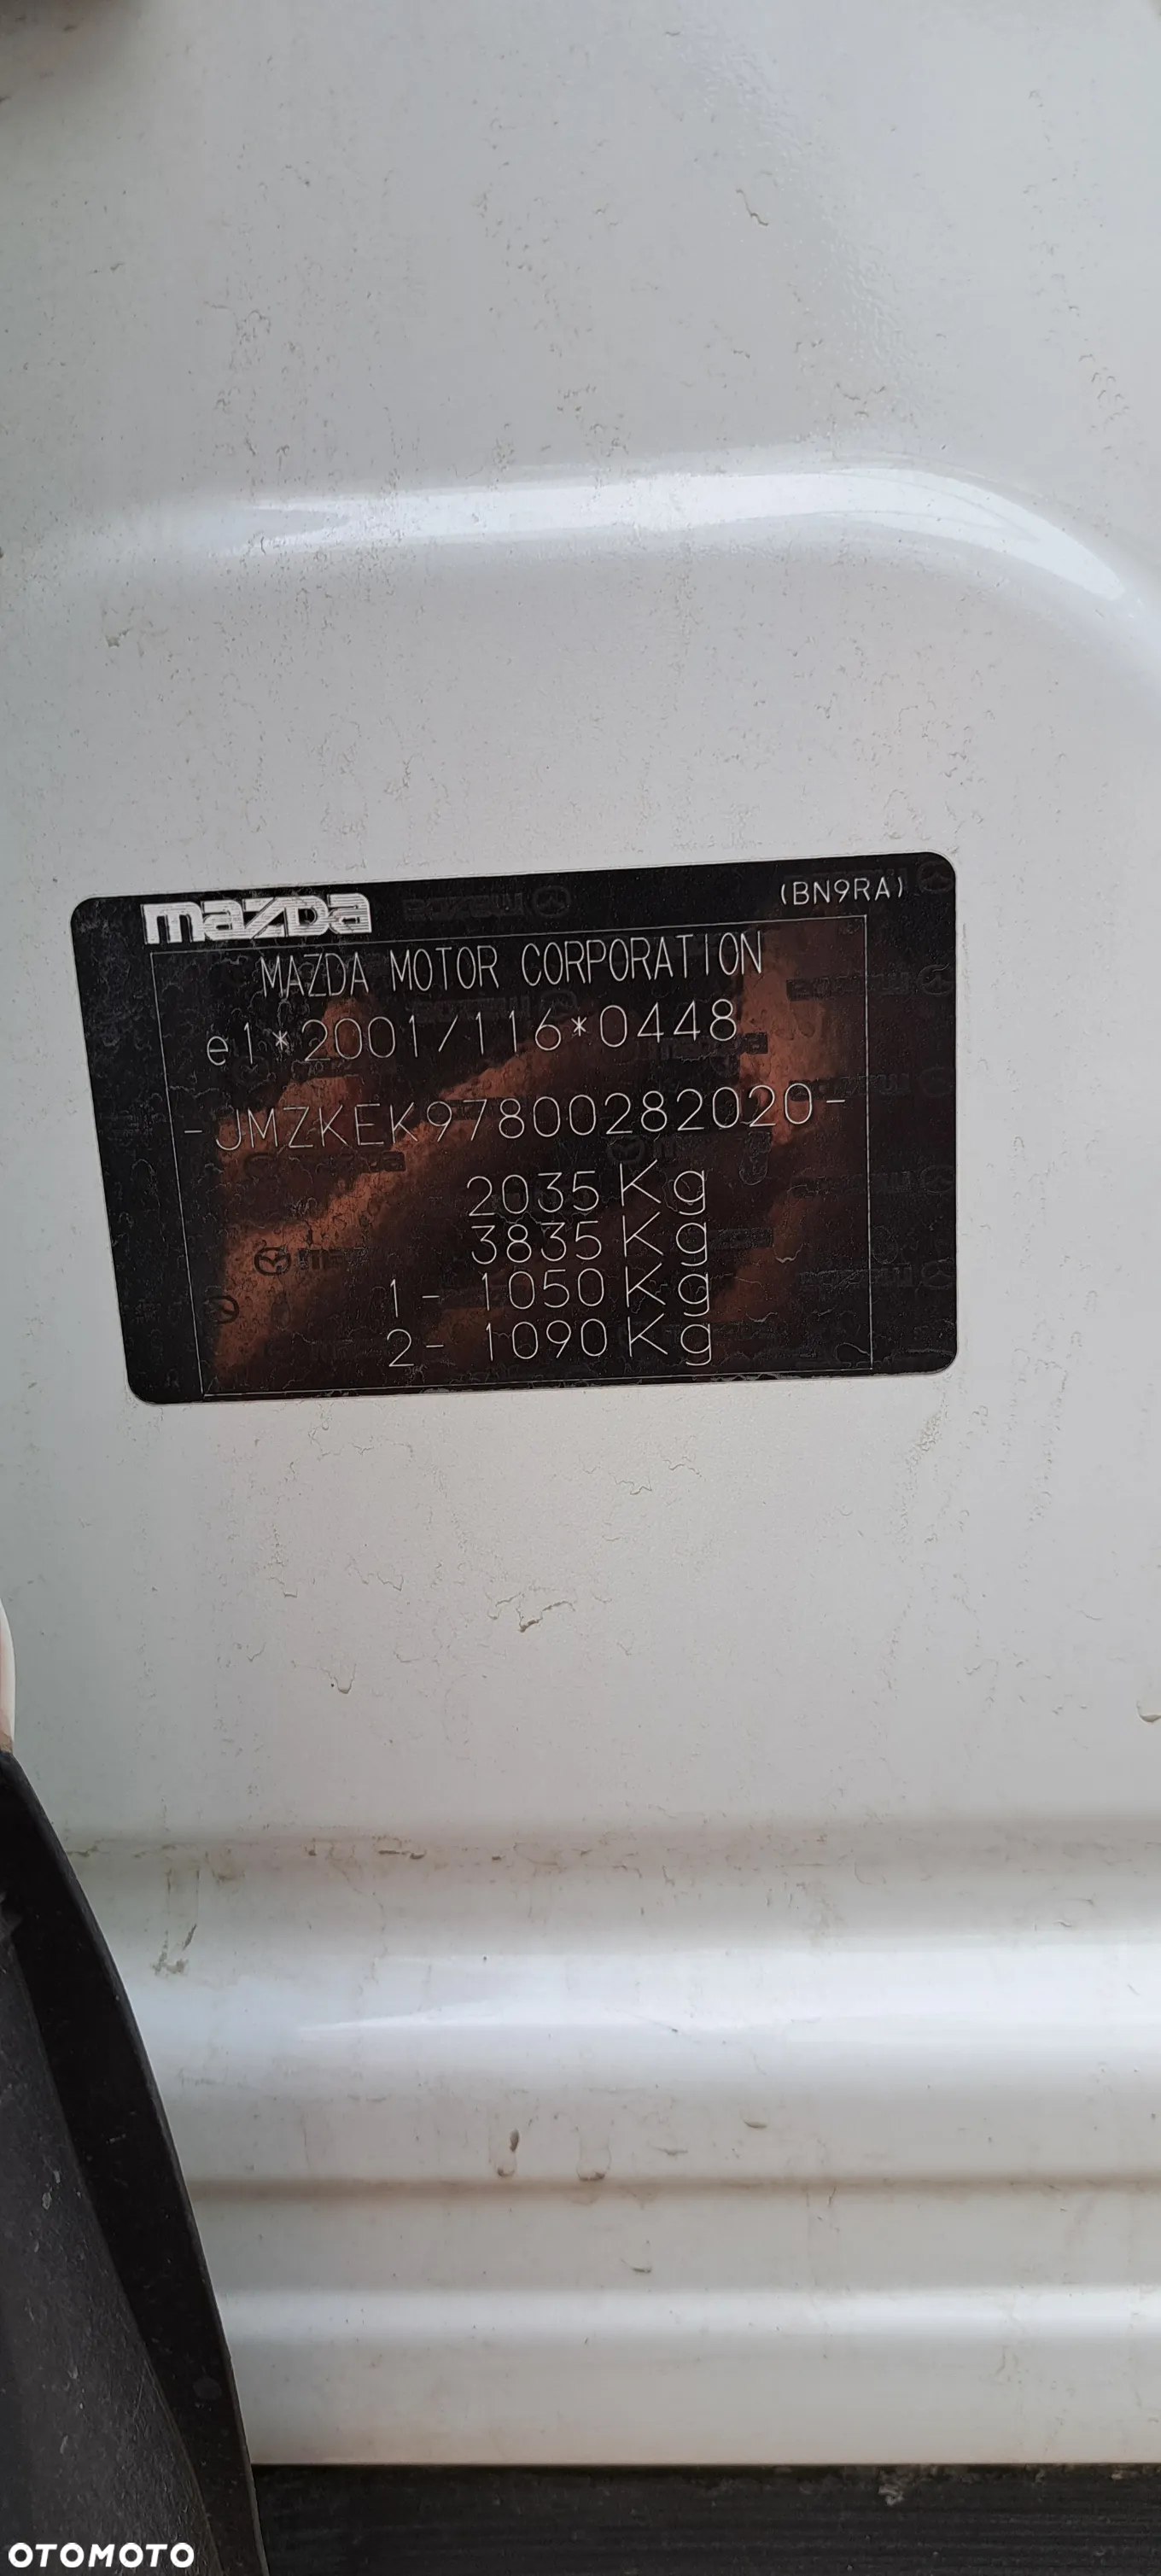 mazda
(BN9RA)
MAZDA MOTOR CORPORATION
e1*2001/116*0448
-JMZKEK97800282020-
2035 Kg
3835 Kg
1- 1050 Kg
2- 1090 Kg
OTOMOTO